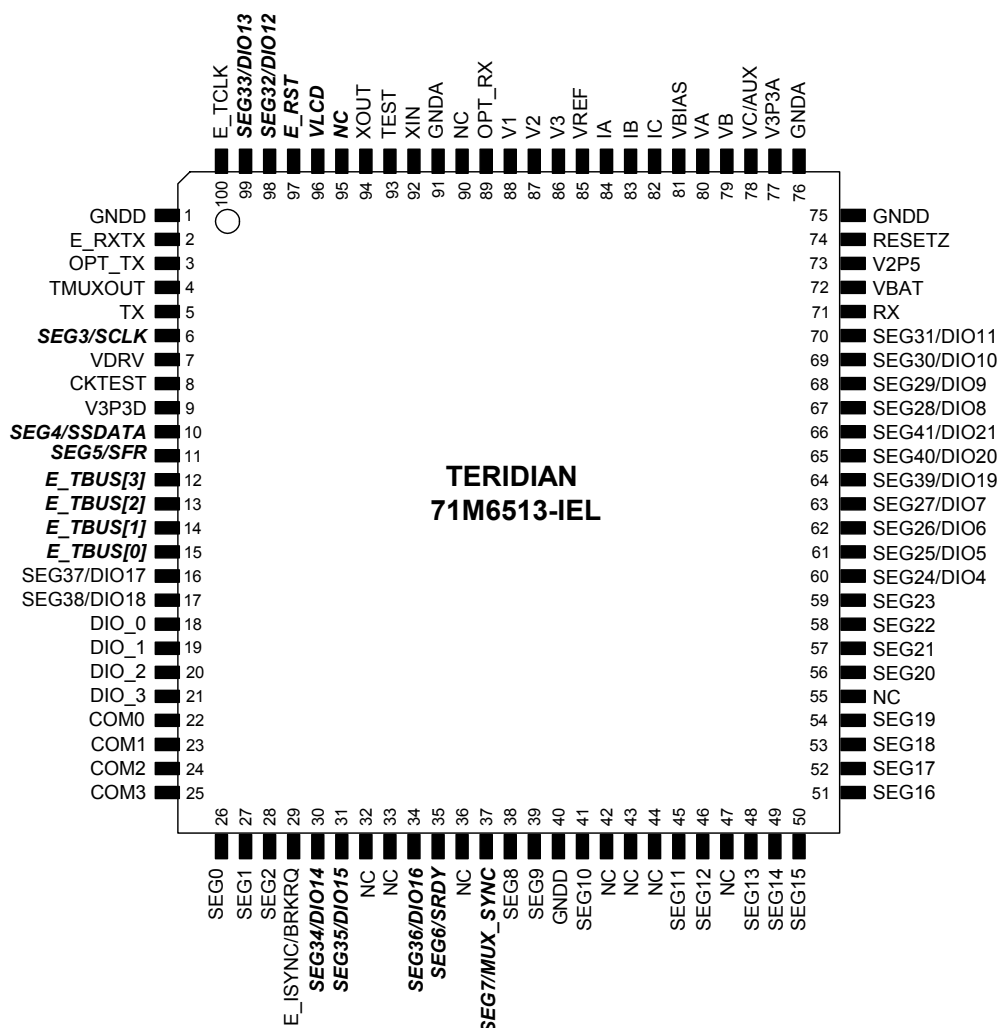 E_TCLK
SEG33/DIO13
SEG32/DIO12
E_RST
VLCD
NC
XOUT
TEST
XIN
GNDA
NC
OPT_RX
V1
V2
V3
VREF
IA
IB
IC
VBIAS
VA
VB
VC/AUX
V3P3A
GNDA
100
99
98
97
96
95
94
93
92
91
90
89
88
87
86
85
84
83
82
81
80
79
78
77
76
GNDD 1
E_RXTX 2
OPT_TX 3
TMUXOUT 4
TX 5
SEG3/SCLK 6
VDRV 7
CKTEST 8
V3P3D 9
SEG4/SSDATA 10
SEG5/SFR 11
E_TBUS[3] 12
E_TBUS[2] 13
E_TBUS[1] 14
E_TBUS[0] 15
SEG37/DIO17 16
SEG38/DIO18 17
DIO_0 18
DIO_1 19
DIO_2 20
DIO_3 21
COM0 22
COM1 23
COM2 24
COM3 25
TERIDIAN
71M6513-IEL
75 GNDD
74 RESETZ
73 V2P5
72 VBAT
71 RX
70 SEG31/DIO11
69 SEG30/DIO10
68 SEG29/DIO9
67 SEG28/DIO8
66 SEG41/DIO21
65 SEG40/DIO20
64 SEG39/DIO19
63 SEG27/DIO7
62 SEG26/DIO6
61 SEG25/DIO5
60 SEG24/DIO4
59 SEG23
58 SEG22
57 SEG21
56 SEG20
55 NC
54 SEG19
53 SEG18
52 SEG17
51 SEG16
26
27
28
29
30
31
32
33
34
35
36
37
38
39
40
41
42
43
44
45
46
47
48
49
50
SEG0
SEG1
SEG2
E_ISYNC/BRKRQ
SEG34/DIO14
SEG35/DIO15
NC
NC
SEG36/DIO16
SEG6/SRDY
NC
SEG7/MUX_SYNC
SEG8
SEG9
GNDD
SEG10
NC
NC
NC
SEG11
SEG12
NC
SEG13
SEG14
SEG15